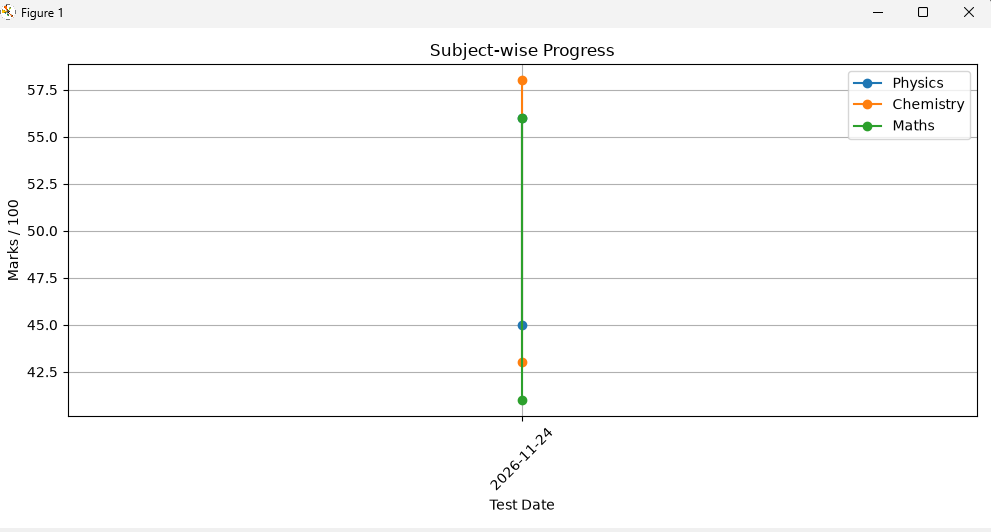 Figure 1
Subject-wise Progress
Physics
Chemistry
Maths
57.5
55.0
52.5
50.0
47.5
45.0
42.5
Marks / 100
2026-11-24
Test Date